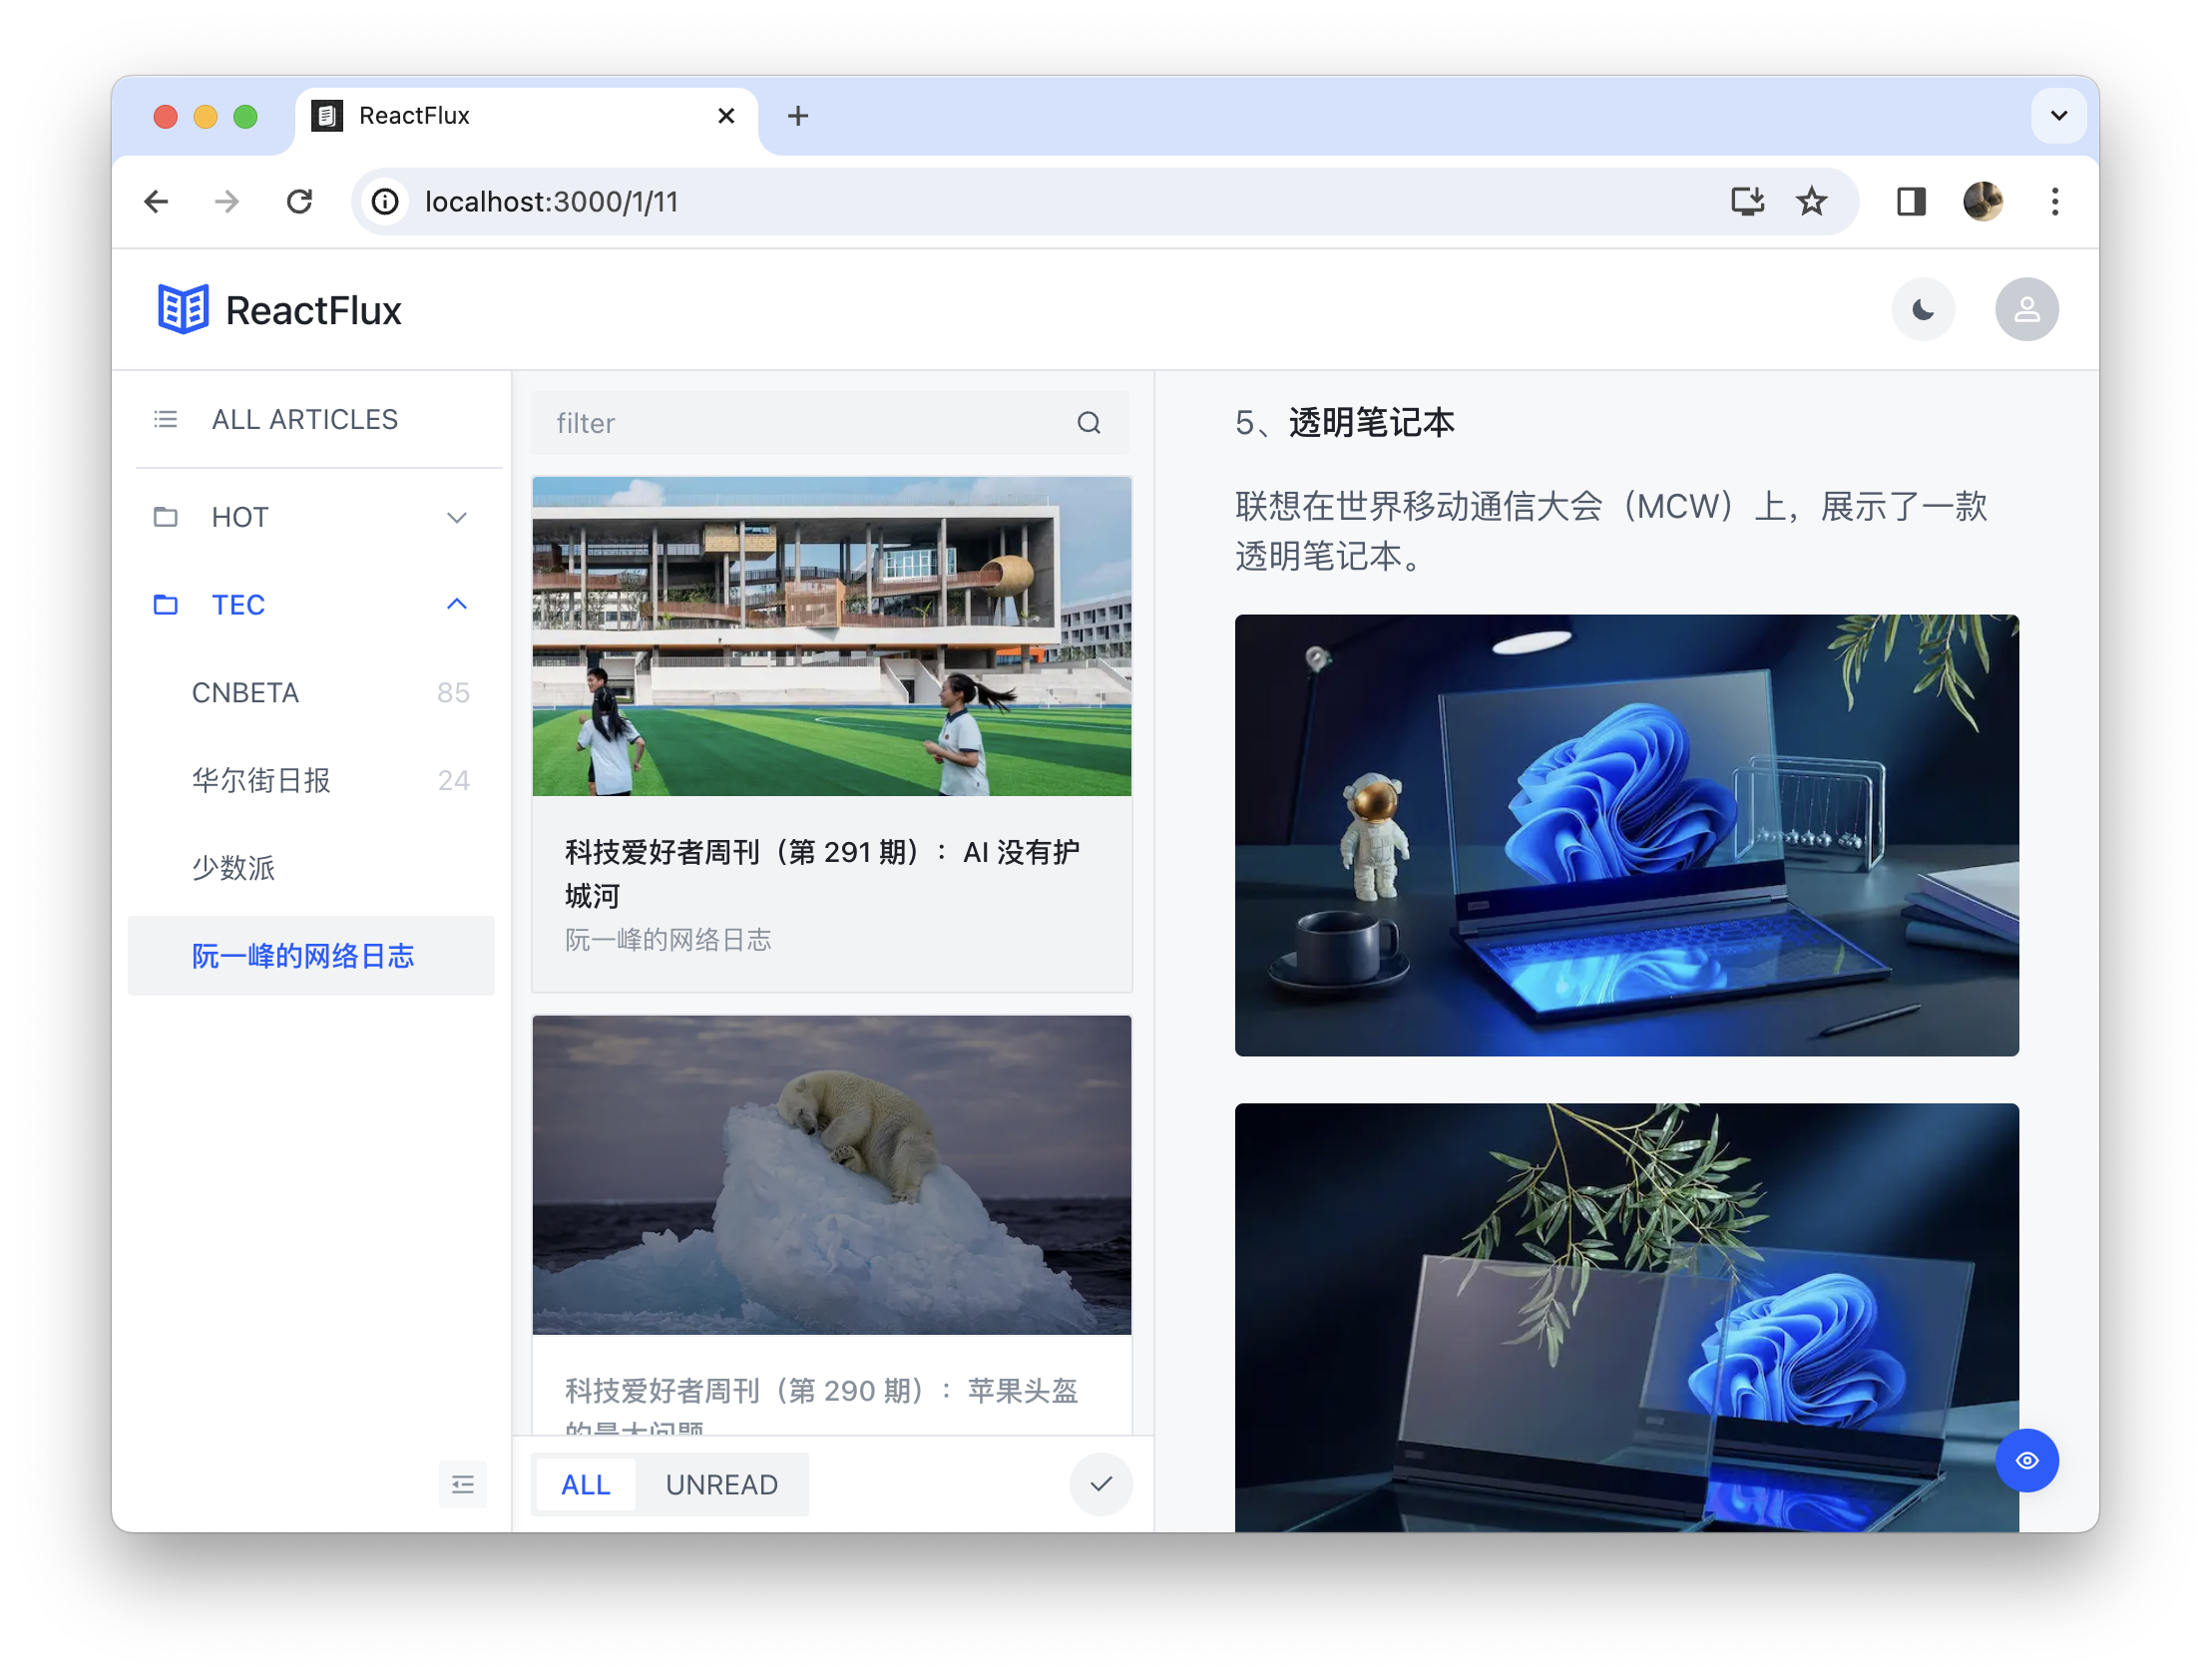 ReactFlux
localhost:3000/1/11
ReactFlux
ALL ARTICLES
HOT
TEC
CNBETA 85
华尔街日报 24
少数派
阮一峰的网络日志
filter
科技爱好者周刊（第 291 期）：AI 没有护
城河
阮一峰的网络日志
科技爱好者周刊（第 290 期）：苹果头盔
的最大问题
ALL UNREAD
5、透明笔记本
联想在世界移动通信大会（MCW）上，展示了一款
透明笔记本。